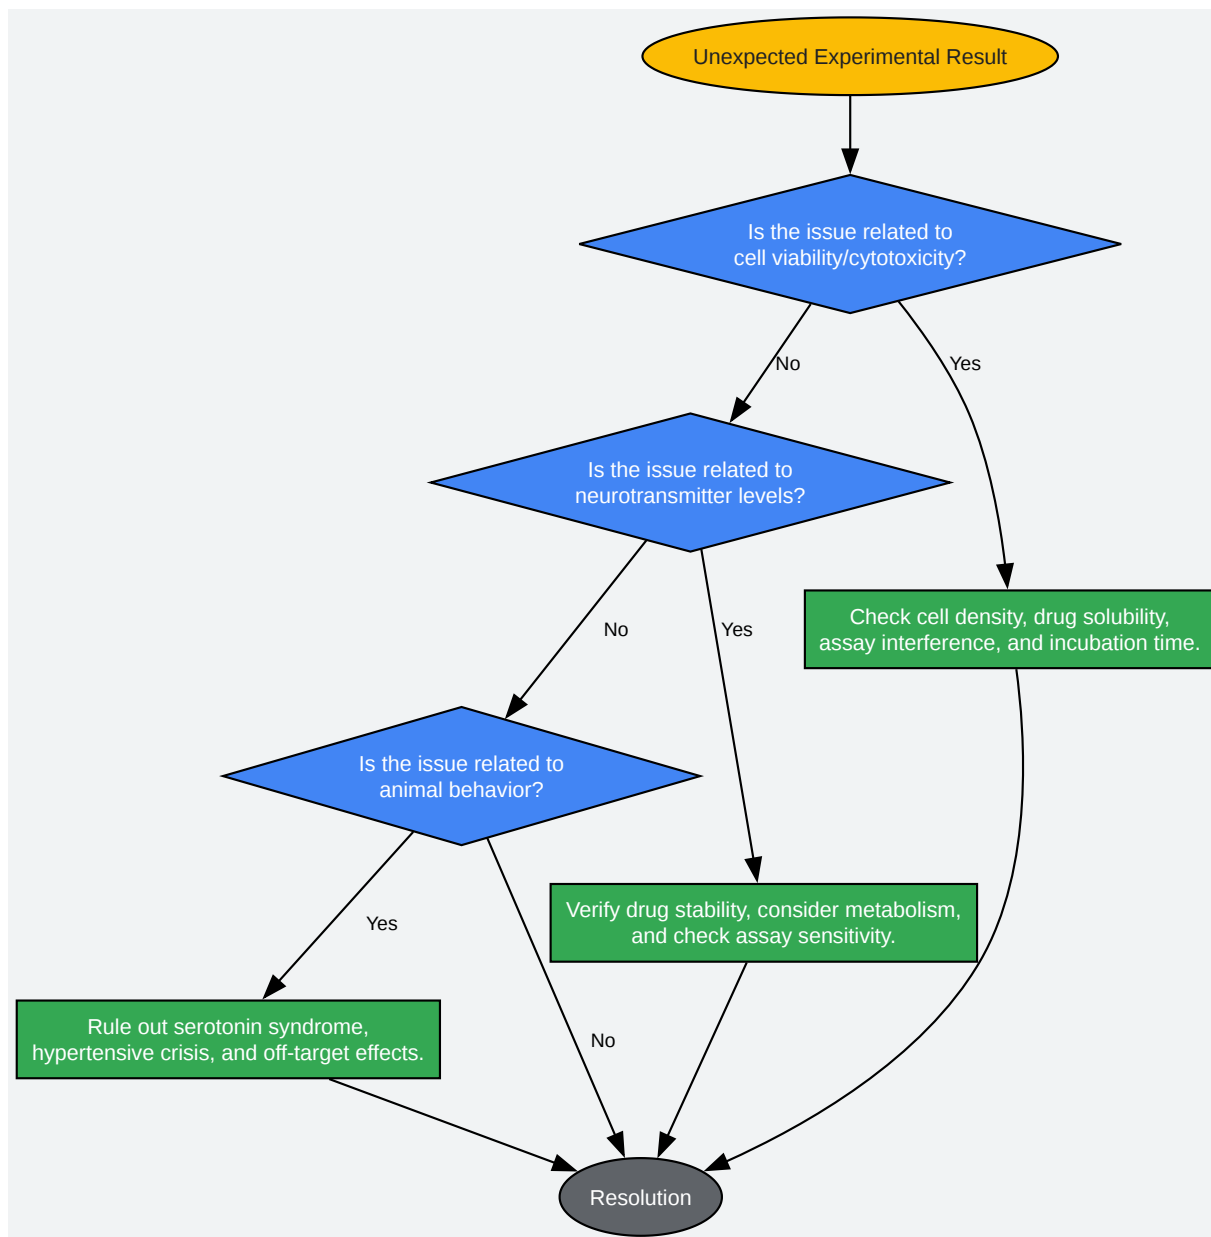 Unexpected Experimental Result
Is the issue related to
cell viability/cytotoxicity?
No
Yes
Is the issue related to
neurotransmitter levels?
No
Yes
Check cell density, drug solubility,
assay interference, and incubation time.
Is the issue related to
animal behavior?
Yes
No
Verify drug stability, consider metabolism,
and check assay sensitivity.
Rule out serotonin syndrome,
hypertensive crisis, and off-target effects.
Resolution